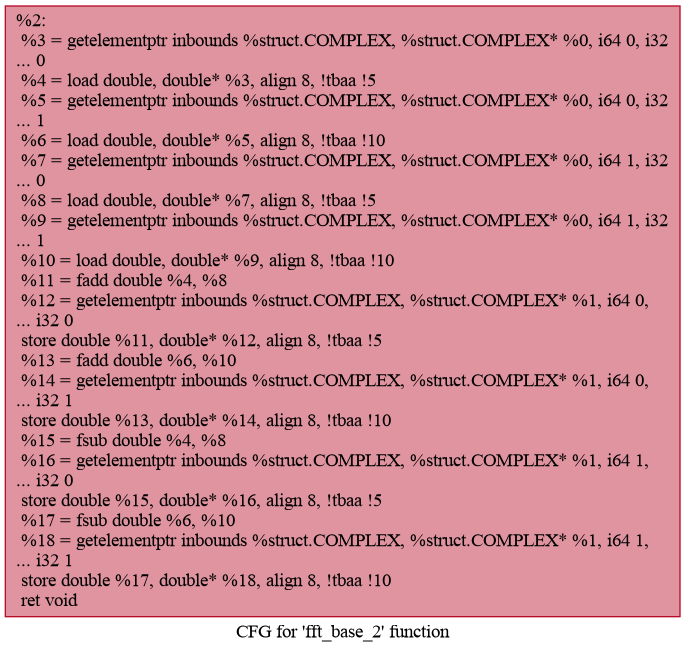 %2:
%3 = getelementptr inbounds %struct.COMPLEX, %struct.COMPLEX* %0, i64 0, i32
... 0
%4 = load double, double* %3, align 8, !tbaa !5
%5 = getelementptr inbounds %struct.COMPLEX, %struct.COMPLEX* %0, i64 0, i32
... 1
%6 = load double, double* %5, align 8, !tbaa !10
%7 = getelementptr inbounds %struct.COMPLEX, %struct.COMPLEX* %0, i64 1, i32
... 0
%8 = load double, double* %7, align 8, !tbaa !5
%9 = getelementptr inbounds %struct.COMPLEX, %struct.COMPLEX* %0, i64 1, i32
... 1
%10 = load double, double* %9, align 8, !tbaa !10
%11 = fadd double %4, %8
%12 = getelementptr inbounds %struct.COMPLEX, %struct.COMPLEX* %1, i64 0,
... i32 0
store double %11, double* %12, align 8, !tbaa !5
%13 = fadd double %6, %10
%14 = getelementptr inbounds %struct.COMPLEX, %struct.COMPLEX* %1, i64 0,
... i32 1
store double %13, double* %14, align 8, !tbaa !10
%15 = fsub double %4, %8
%16 = getelementptr inbounds %struct.COMPLEX, %struct.COMPLEX* %1, i64 1,
... i32 0
store double %15, double* %16, align 8, !tbaa !5
%17 = fsub double %6, %10
%18 = getelementptr inbounds %struct.COMPLEX, %struct.COMPLEX* %1, i64 1,
... i32 1
store double %17, double* %18, align 8, !tbaa !10
ret void
CFG for 'fft_base_2' function